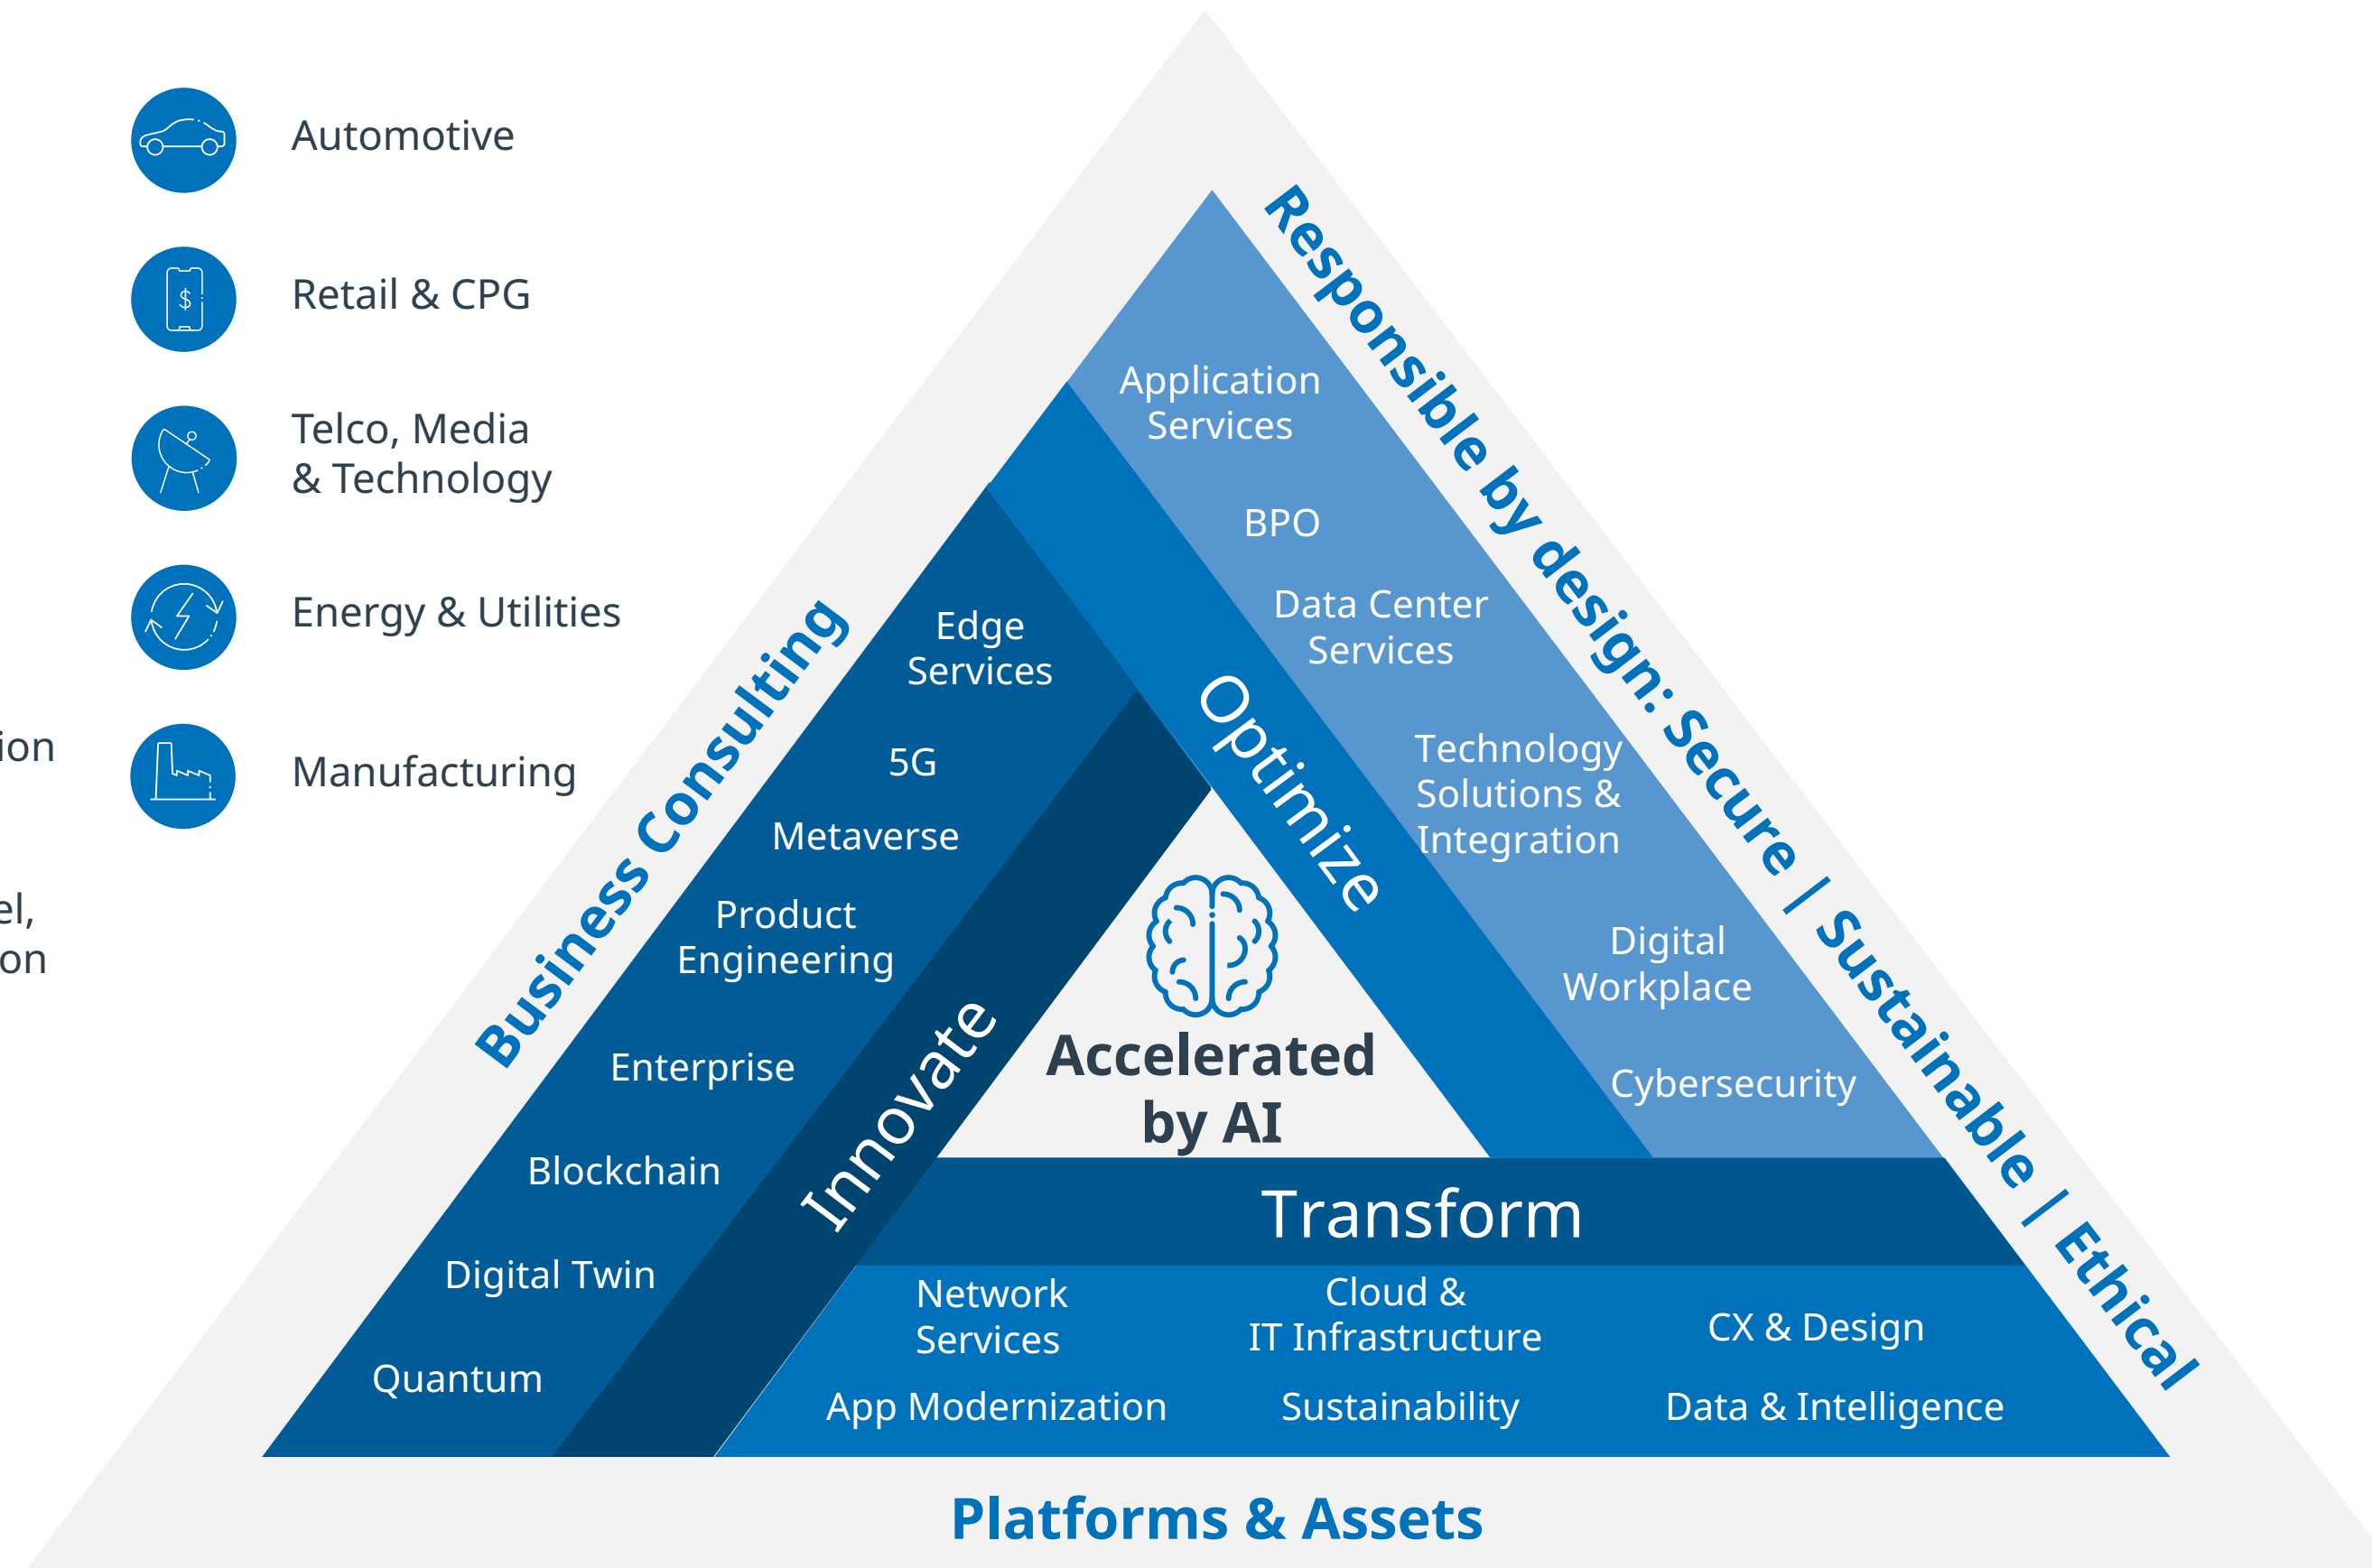 Automotive
Retail & CPG
Telco, Media
& Technology
Energy & Utilities
Manufacturing
Business Consulting
Responsible by design: Secure | Sustainable | Ethical
Application
Services
BPO
Data Center
Services
Technology
Solutions &
Integration
Digital
Workplace
Cybersecurity
Optimize
Edge
Services
5G
Metaverse
Product
Engineering
Enterprise
Blockchain
Digital Twin
Quantum
Innovate
Accelerated
by AI
Transform
Network
Services
Cloud &
IT Infrastructure
CX & Design
App Modernization
Sustainability
Data & Intelligence
Platforms & Assets